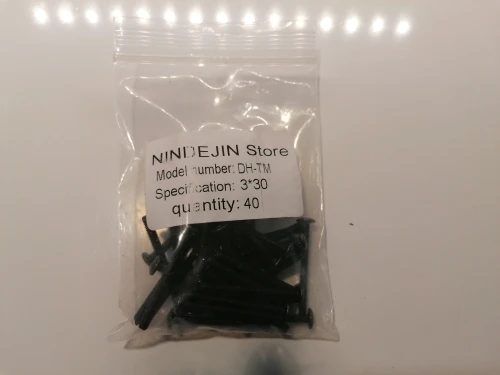 NINDEJIN Store
Model number: DH-TM
Specification: 3*30
quantity: 40